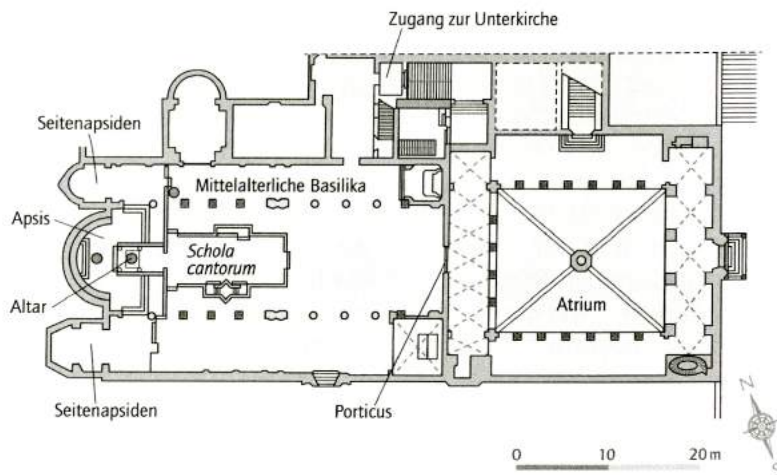 Zugang zur Unterkirche
Seitenapsiden
Mittelalterliche Basilika
Apsis
Schola
cantorum
Altar
Atrium
Seitenapsiden
Porticus
N
0 10 20 m